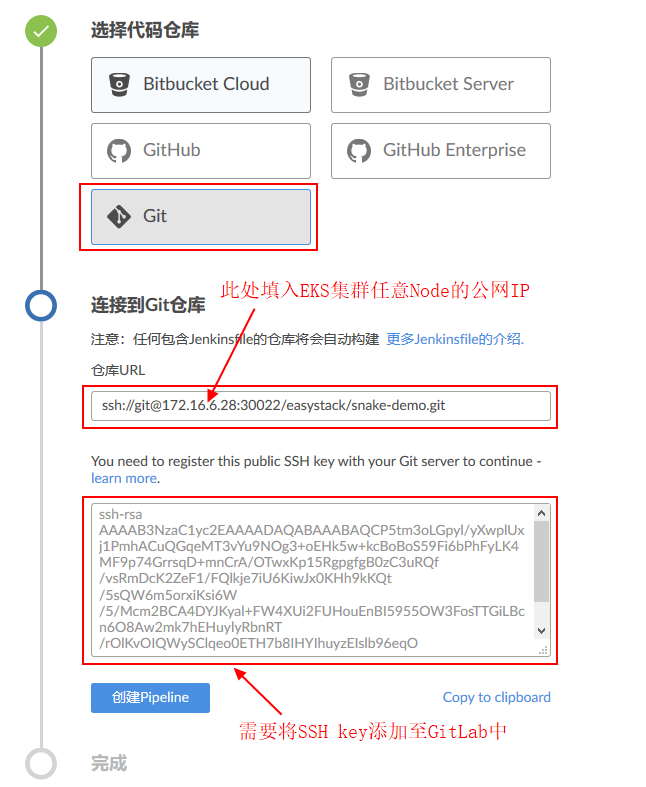 选择代码仓库
Bitbucket Cloud
Bitbucket Server
GitHub
GitHub Enterprise
Git
此处填入EKS集群任意Node的公网IP
连接到Git仓库
注意：任何包含Jenkinsfile的仓库将会自动构建 更多Jenkinsfile的介绍.
仓库URL
ssh://git@172.16.6.28:30022/easystack/snake-demo.git
You need to register this public SSH key with your Git server to continue -
learn more.
ssh-rsa
AAAAB3NzaC1yc2EAAAADAQABAAABAQCP5tm3oLGpyl/yXwplUx
j1PmhACuQGqeMT3vYu9NOg3+oEHk5w+kcBoBoS59Fi6bPhFyLK4
MF9p74GrrsqD+mnCrA/OTwxKp15RgpgfgB0zC3uRQf
/vsRmDcK2ZeF1/FQlkje7iU6KiwJx0KHh9kKQt
/5sQW6m5orxiKsi6W
/5/Mcm2BCA4DYJKyal+FW4XUi2FUHouEnBI5955OW3FosTTGiLBc
n6O8Aw2mk7hEHuylyRbnRT
/rOlKvOIQWySClqeo0ETH7b8IHYIhuyzEIslb96eqO
创建Pipeline
Copy to clipboard
需要将SSH key添加至GitLab中
完成